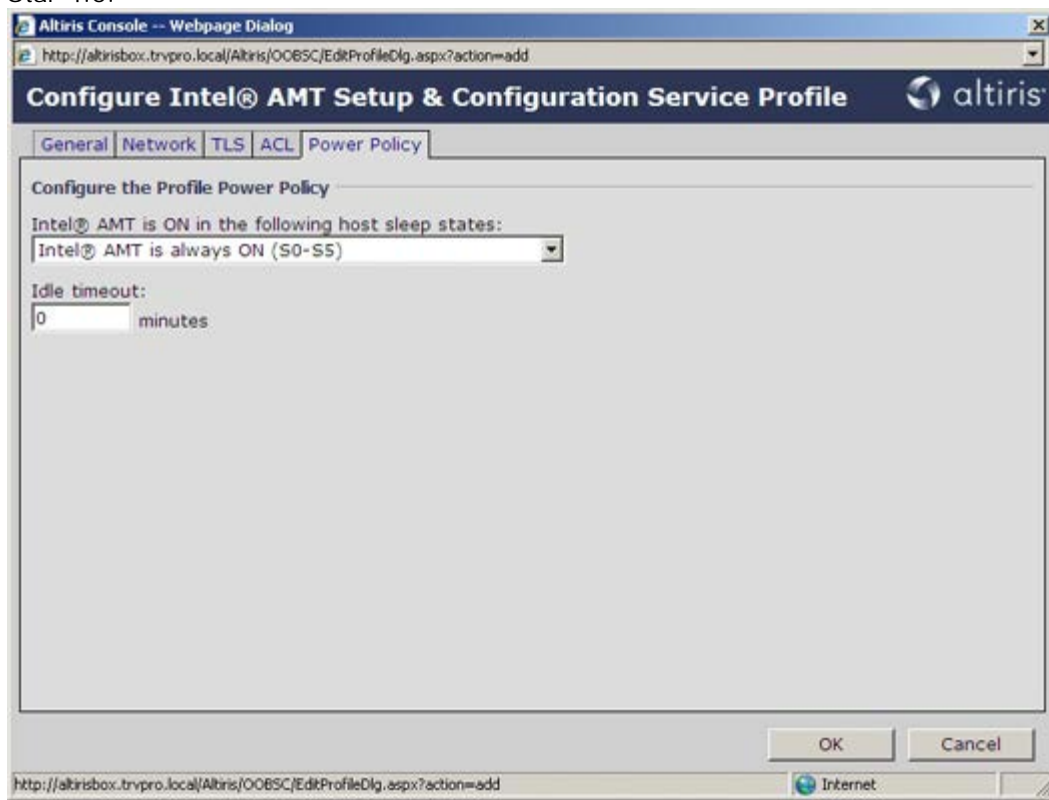 Altiris Console -- Webpage Dialog
http://altirisbox.trvpro.local/Altiris/OOBSC/EditProfileDlg.aspx?action=add
Configure Intel® AMT Setup & Configuration Service Profile
altiris
General Network TLS ACL Power Policy
Configure the Profile Power Policy
Intel® AMT is ON in the following host sleep states:
Intel® AMT is always ON (S0-S5)
Idle timeout:
0 minutes
OK Cancel
http://altirisbox.trvpro.local/Altiris/OOBSC/EditProfileDlg.aspx?action=add Internet